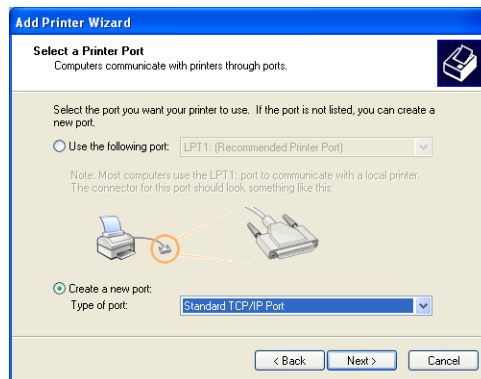 Add Printer Wizard
Select a Printer Port
Computers communicate with printers through ports.
Select the port you want your printer to use. If the port is not listed, you can create a
new port.
Use the following port: LPT1: (Recommended Printer Port)
Note: Most computers use the LPT1: port to communicate with a local printer.
The connector for this port should look something like this:
Create a new port:
Type of port: Standard TCP/IP Port
< Back Next > Cancel